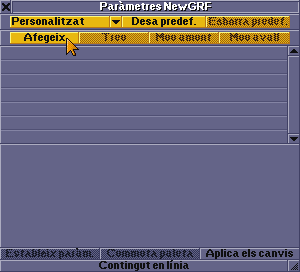 Paràmetres NewGRF
Personalitzat Desa predef. Esborra predef.
Afegeix Treu Mou amunt Mou avall
Estableix paràm. Commuta paleta Aplica els canvis
Contingut en línia